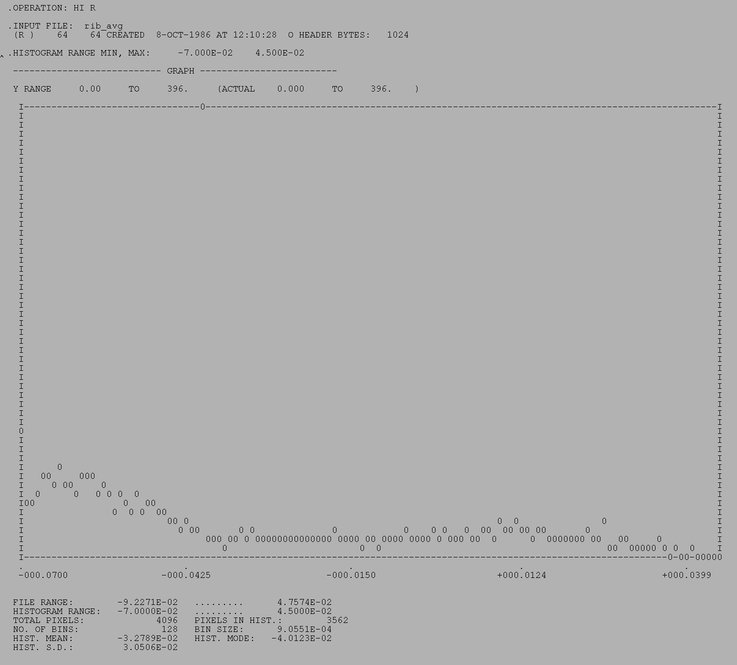 .OPERATION: HI R
.INPUT FILE: rib_avg
(R ) 64 64 CREATED 8-OCT-1986 AT 12:10:28 O HEADER BYTES: 1024
.HISTOGRAM RANGE MIN, MAX: -7.000E-02 4.500E-02
--------------------------- GRAPH -------------------------
Y RANGE 0.00 TO 396. (ACTUAL 0.000 TO 396. )
-000.0700 -000.0425 -000.0150 +000.0124 +000.0399
FILE RANGE: -9.2271E-02 ......... 4.7574E-02
HISTOGRAM RANGE: -7.0000E-02 ......... 4.5000E-02
TOTAL PIXELS: 4096 PIXELS IN HIST.: 3562
NO. OF BINS: 128 BIN SIZE: 9.0551E-04
HIST. MEAN: -3.2789E-02 HIST. MODE: -4.0123E-02
HIST. S.D.: 3.0506E-02